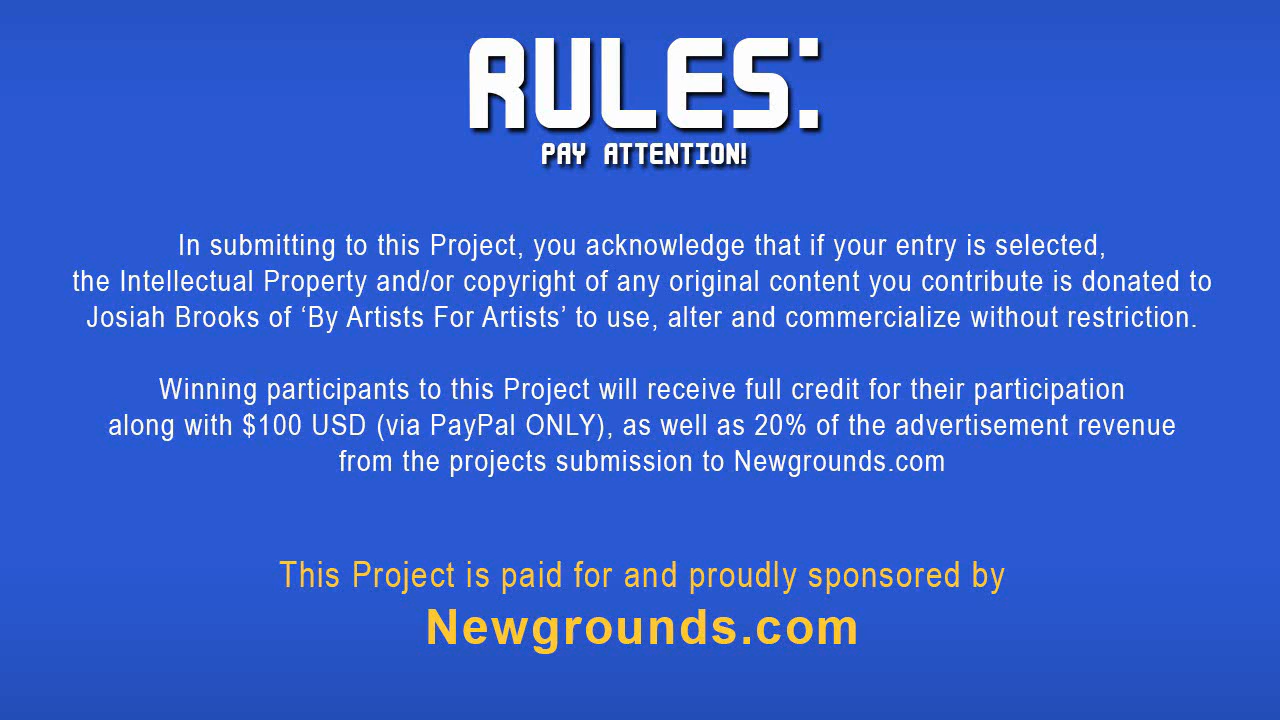 RULES:
PAY ATTENTION!
In submitting to this Project, you acknowledge that if your entry is selected,
the Intellectual Property and/or copyright of any original content you contribute is donated to
Josiah Brooks of ‘By Artists For Artists’ to use, alter and commercialize without restriction.
Winning participants to this Project will receive full credit for their participation
along with $100 USD (via PayPal ONLY), as well as 20% of the advertisement revenue
from the projects submission to Newgrounds.com
This Project is paid for and proudly sponsored by
Newgrounds.com